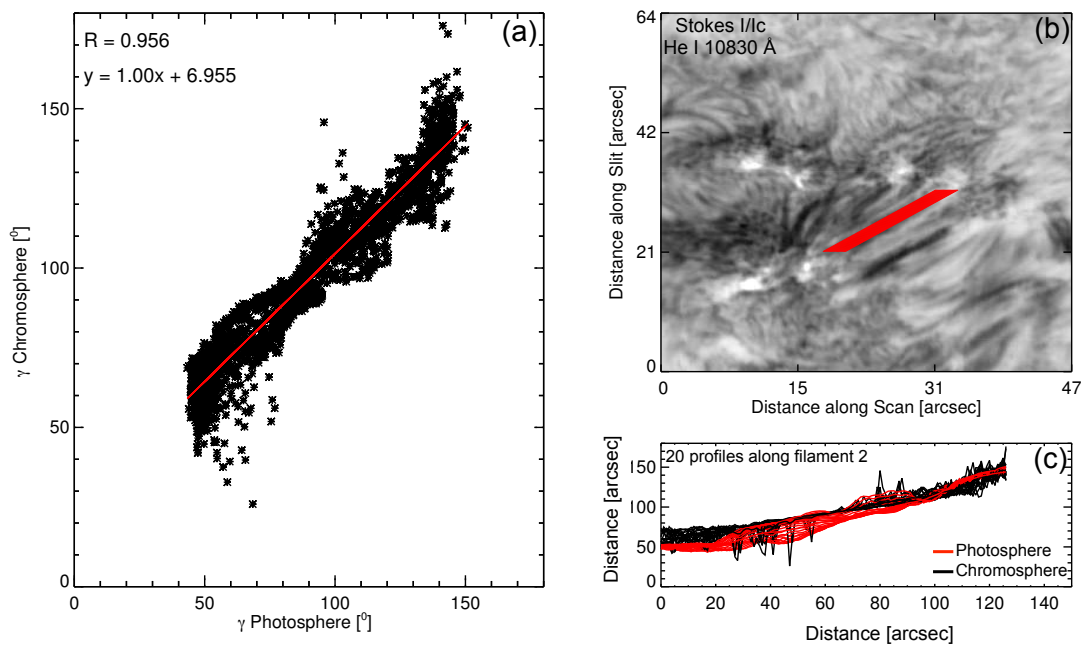 (a)
R = 0.956
y = 1.00x + 6.955
150
100
50
0
γ Chromosphere [⁰]
0
50
100
150
γ Photosphere [⁰]
(b)
Stokes I/Ic
He I 10830 Å
64
42
21
0
Distance along Slit [arcsec]
0
15
31
47
Distance along Scan [arcsec]
(c)
20 profiles along filament 2
150
100
50
0
Distance [arcsec]
Photosphere
Chromosphere
0
20
40
60
80
100
120
140
Distance [arcsec]